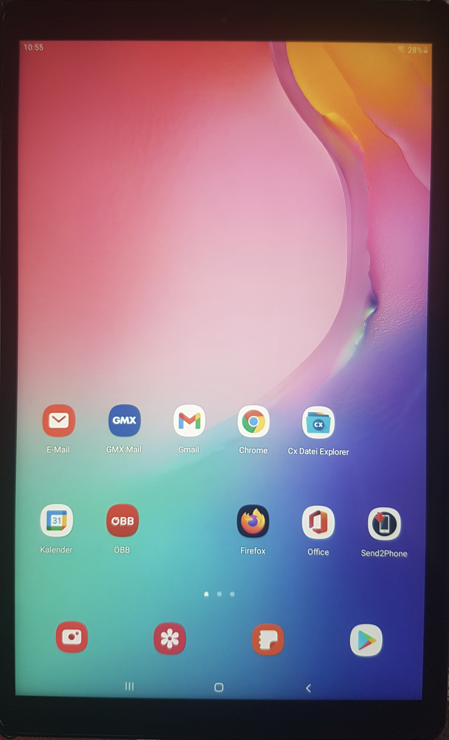 10:55 28%
GMX
CX
E-Mail GMX Mail Gmail Chrome Cx Datei Explorer
31
ÖBB
Kalender ÖBB Firefox Office Send2Phone